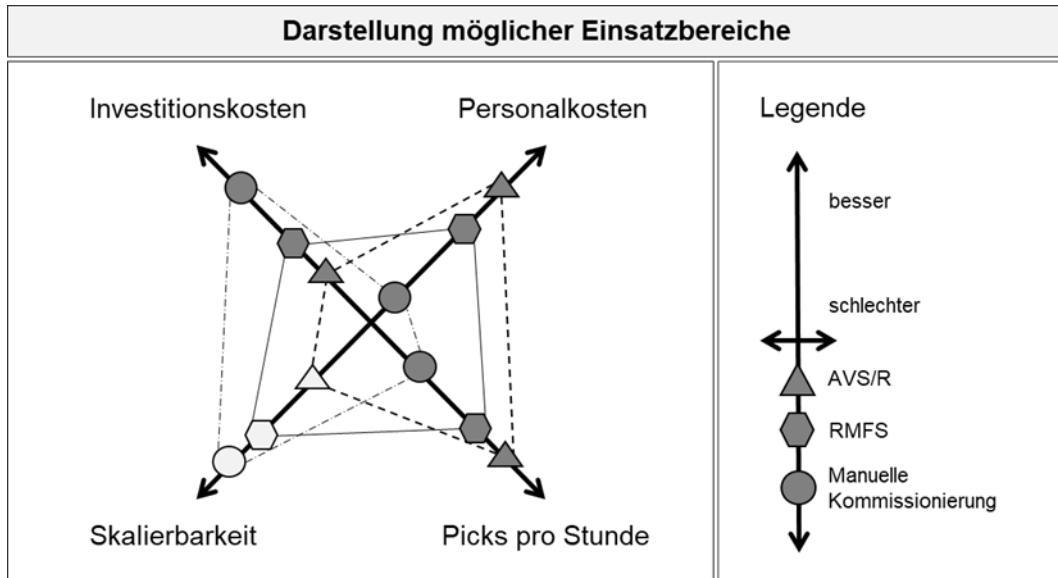 Darstellung möglicher Einsatzbereiche
Investitionskosten
Personalkosten
Skalierbarkeit
Picks pro Stunde
Legende
besser
schlechter
AVS/R
RMFS
Manuelle
Kommissionierung